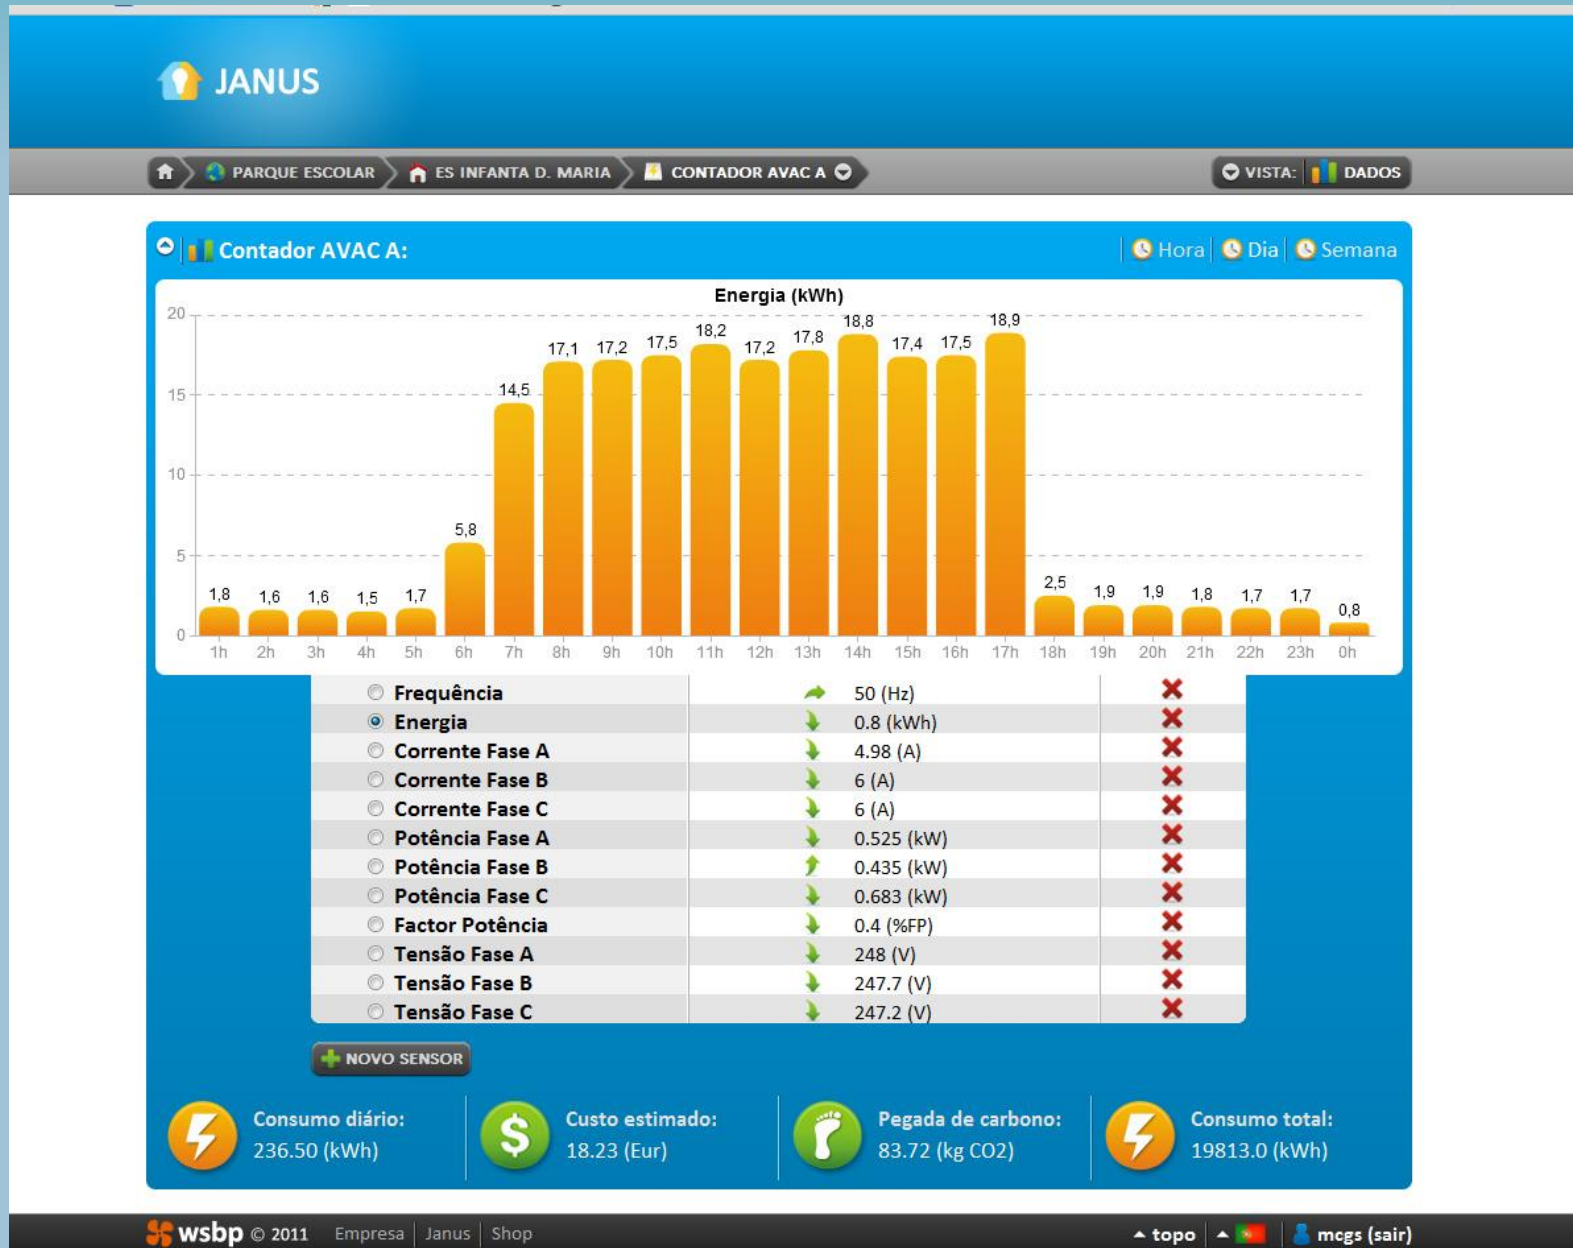 JANUS
PARQUE ESCOLAR ES INFANTA D. MARIA CONTADOR AVAC A VISTA: DADOS
Contador AVAC A: Hora Dia Semana
Energia (kWh)
20
15
10
5
0
1,8 1,6 1,6 1,5 1,7 5,8 14,5 17,1 17,2 17,5 18,2 17,2 17,8 18,8 17,4 17,5 18,9 2,5 1,9 1,9 1,8 1,7 1,7 0,8
1h 2h 3h 4h 5h 6h 7h 8h 9h 10h 11h 12h 13h 14h 15h 16h 17h 18h 19h 20h 21h 22h 23h 0h
Frequência 50 (Hz)
Energia 0.8 (kWh)
Corrente Fase A 4.98 (A)
Corrente Fase B 6 (A)
Corrente Fase C 6 (A)
Potência Fase A 0.525 (kW)
Potência Fase B 0.435 (kW)
Potência Fase C 0.683 (kW)
Factor Potência 0.4 (%FP)
Tensão Fase A 248 (V)
Tensão Fase B 247.7 (V)
Tensão Fase C 247.2 (V)
NOVO SENSOR
Consumo diário: Custo estimado: Pegada de carbono: Consumo total:
236.50 (kWh) 18.23 (Eur) 83.72 (kg CO2) 19813.0 (kWh)
wsbp © 2011 Empresa Janus Shop topo mcgs (sair)